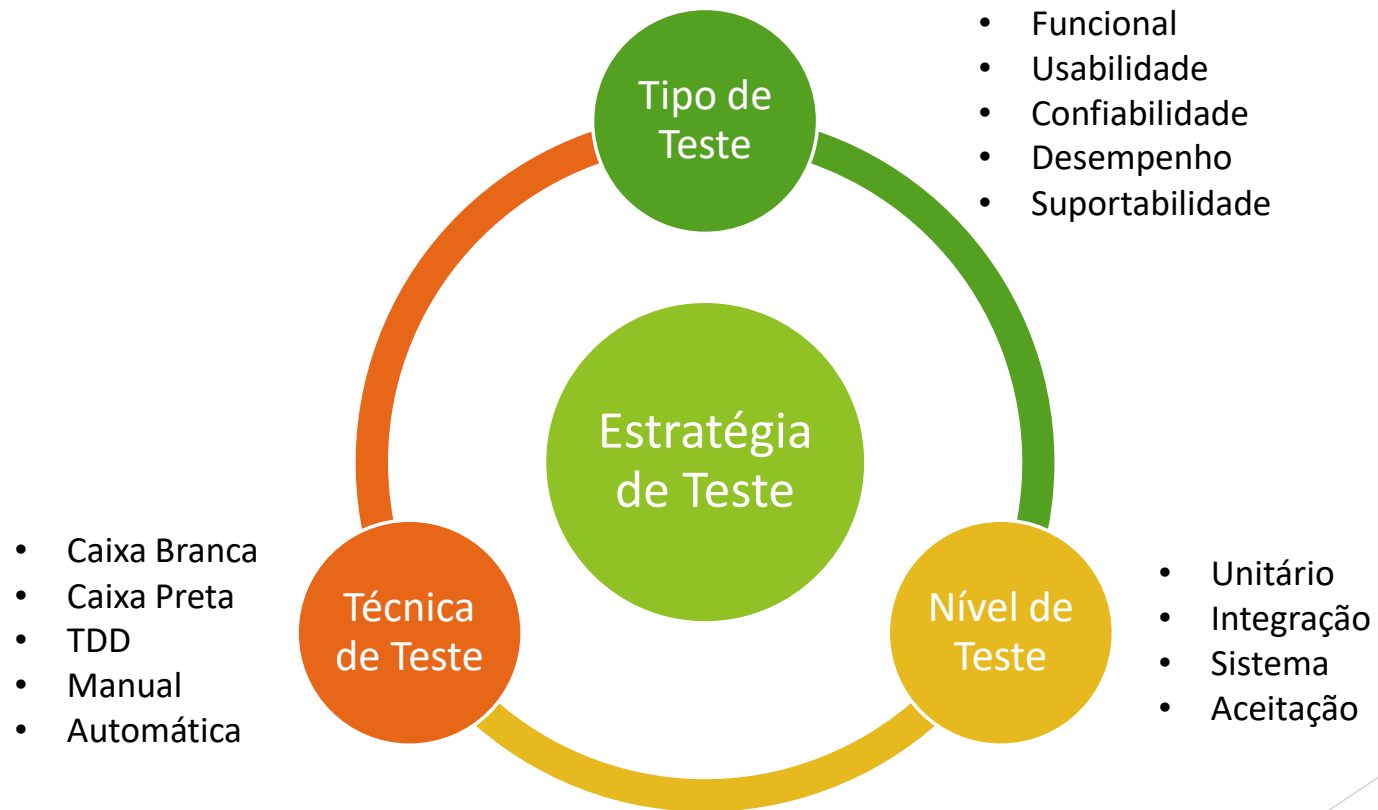 Tipo de
Teste
• Funcional
• Usabilidade
• Confiabilidade
• Desempenho
• Suportabilidade
Estratégia
de Teste
• Caixa Branca
• Caixa Preta
• TDD
• Manual
• Automática
Técnica
de Teste
Nível de
Teste
• Unitário
• Integração
• Sistema
• Aceitação